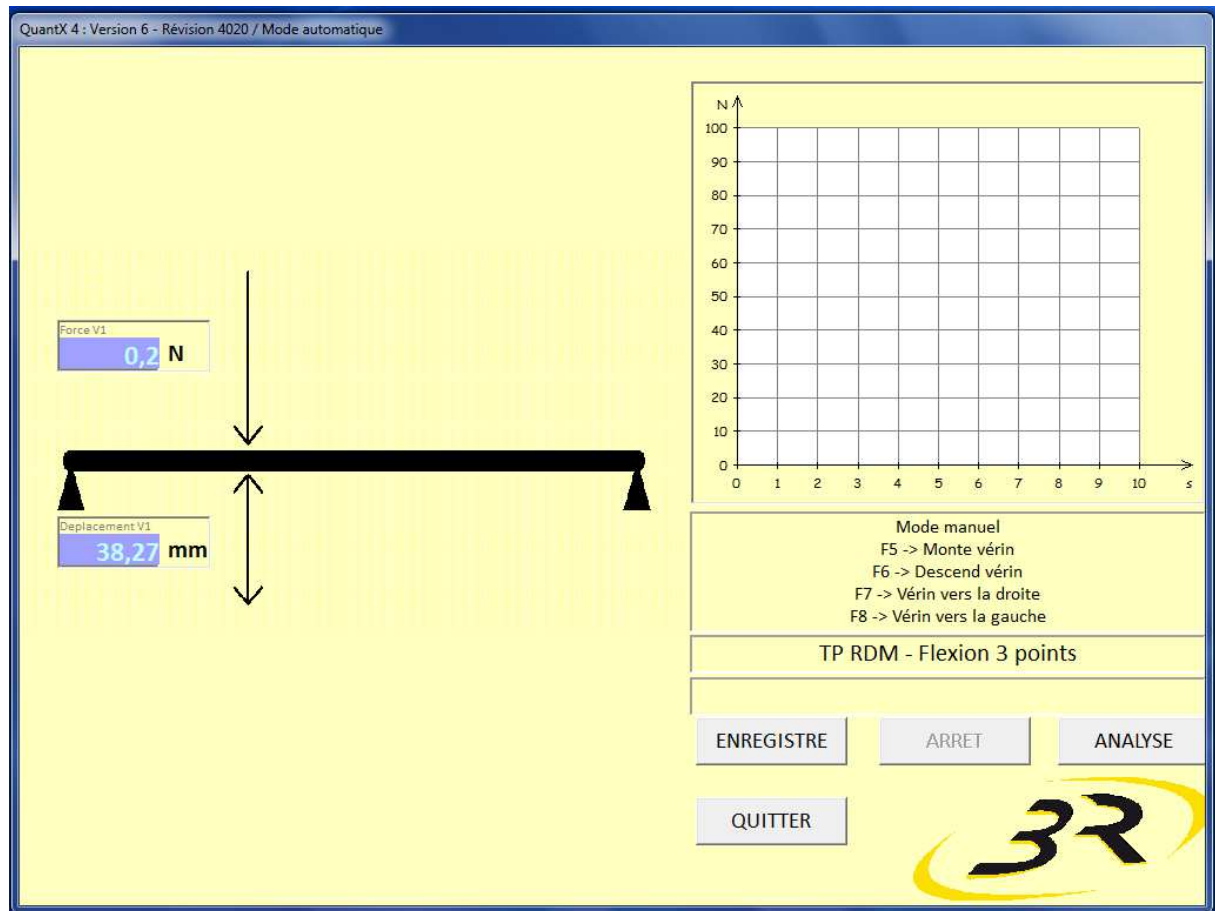 QuantX 4 : Version 6 - Révision 4020 / Mode automatique
Force V1
0,2 N
Deplacement V1
38,27 mm
N
100
90
80
70
60
50
40
30
20
10
0
0 1 2 3 4 5 6 7 8 9 10 s
Mode manuel
F5 -> Monte vérin
F6 -> Descend vérin
F7 -> Vérin vers la droite
F8 -> Vérin vers la gauche
TP RDM - Flexion 3 points
ENREGISTRE ARRET ANALYSE
QUITTER
3R